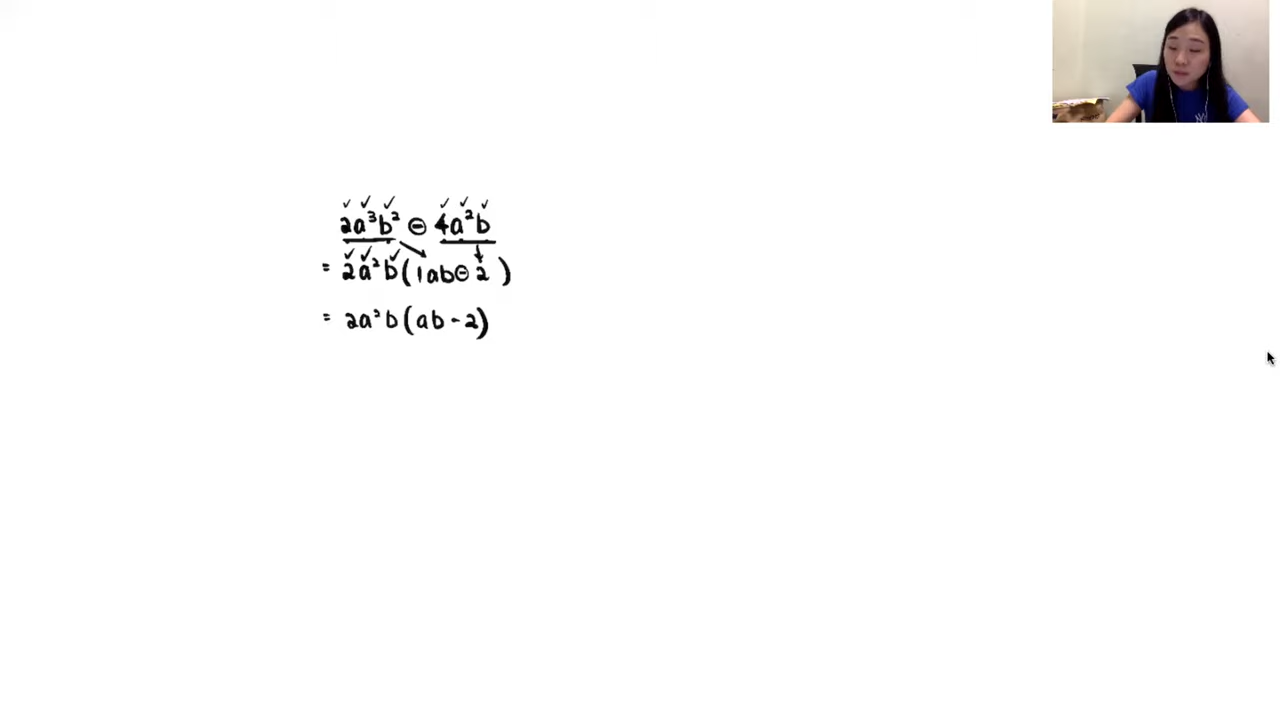 2a³b² ⊖ 4a²b
= 2a²b(1ab⊖2)
= 2a²b(ab-2)